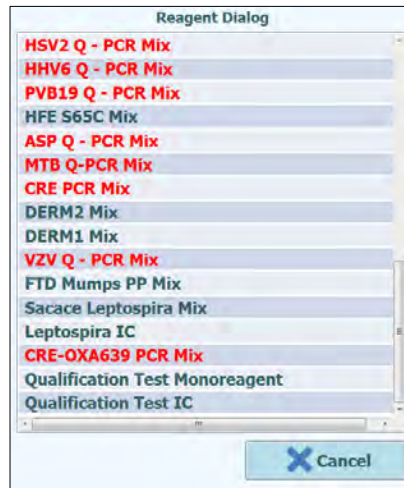 Reagent Dialog
HSV2 Q - PCR Mix
HHV6 Q - PCR Mix
PVB19 Q - PCR Mix
HFE S65C Mix
ASP Q - PCR Mix
MTB Q-PCR Mix
CRE PCR Mix
DERM2 Mix
DERM1 Mix
VZV Q - PCR Mix
FTD Mumps PP Mix
Sacace Leptospira Mix
Leptospira IC
CRE-OXA639 PCR Mix
Qualification Test Monoreagent
Qualification Test IC
Cancel